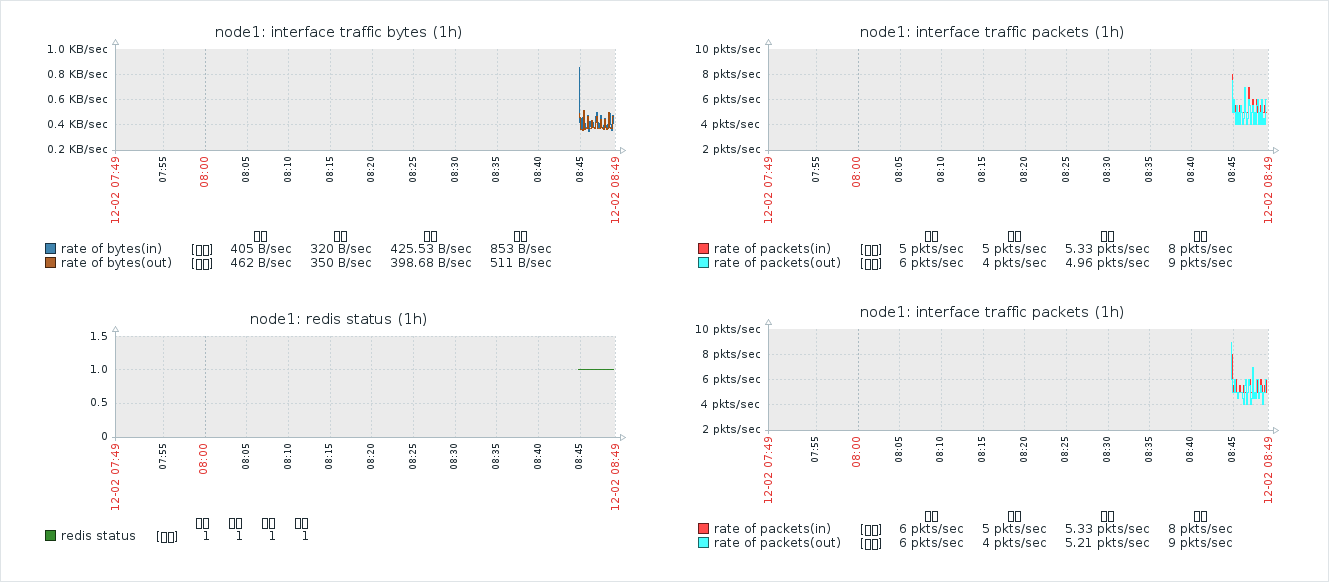 node1: interface traffic bytes (1h)
1.0 KB/sec
0.8 KB/sec
0.6 KB/sec
0.4 KB/sec
0.2 KB/sec
12-02 07:49
07:55
08:00
08:05
08:10
08:15
08:20
08:25
08:30
08:35
08:40
08:45
12-02 08:49
rate of bytes(in) 405 B/sec 320 B/sec 425.53 B/sec 853 B/sec
rate of bytes(out) 462 B/sec 350 B/sec 398.68 B/sec 511 B/sec
node1: interface traffic packets (1h)
10 pkts/sec
8 pkts/sec
6 pkts/sec
4 pkts/sec
2 pkts/sec
12-02 07:49
07:55
08:00
08:05
08:10
08:15
08:20
08:25
08:30
08:35
08:40
08:45
12-02 08:49
rate of packets(in) 5 pkts/sec 5 pkts/sec 5.33 pkts/sec 8 pkts/sec
rate of packets(out) 6 pkts/sec 4 pkts/sec 4.96 pkts/sec 9 pkts/sec
node1: redis status (1h)
1.5
1.0
0.5
0
12-02 07:49
07:55
08:00
08:05
08:10
08:15
08:20
08:25
08:30
08:35
08:40
08:45
12-02 08:49
redis status 1 1 1 1
node1: interface traffic packets (1h)
10 pkts/sec
8 pkts/sec
6 pkts/sec
4 pkts/sec
2 pkts/sec
12-02 07:49
07:55
08:00
08:05
08:10
08:15
08:20
08:25
08:30
08:35
08:40
08:45
12-02 08:49
rate of packets(in) 6 pkts/sec 5 pkts/sec 5.33 pkts/sec 8 pkts/sec
rate of packets(out) 6 pkts/sec 4 pkts/sec 5.21 pkts/sec 9 pkts/sec